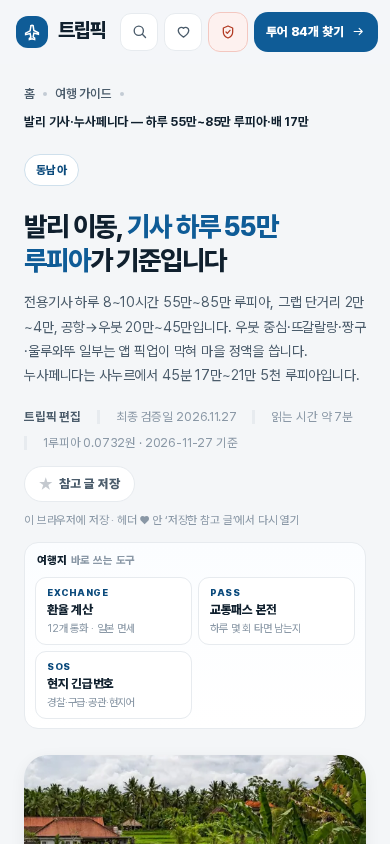 트립픽
투어 84개 찾기 →
홈 • 여행 가이드 •
발리 기사·누사페니다 — 하루 55만~85만 루피아·배 17만
동남아
발리 이동, 기사 하루 55만
루피아가 기준입니다
전용기사 하루 8~10시간 55만~85만 루피아, 그랩 단거리 2만
~4만, 공항→우붓 20만~45만입니다. 우붓 중심·뜨갈랄랑·짱구
·울루와뚜 일부는 앱 픽업이 막혀 마을 정액을 씁니다.
누사페니다는 사누르에서 45분 17만~21만 5천 루피아입니다.
트립픽 편집 | 최종 검증일 2026.11.27 | 읽는 시간 약 7분
| 1루피아 0.0732원 · 2026-11-27 기준
★ 참고 글 저장
이 브라우저에 저장 · 헤더 ♥ 안 ‘저장한 참고 글’에서 다시 열기
여행지 바로 쓰는 도구
EXCHANGE
환율 계산
12개 통화 · 일본 면세
PASS
교통패스 본전
하루 몇 회 타면 남는지
SOS
현지 긴급번호
경찰·구급·공관·현지어